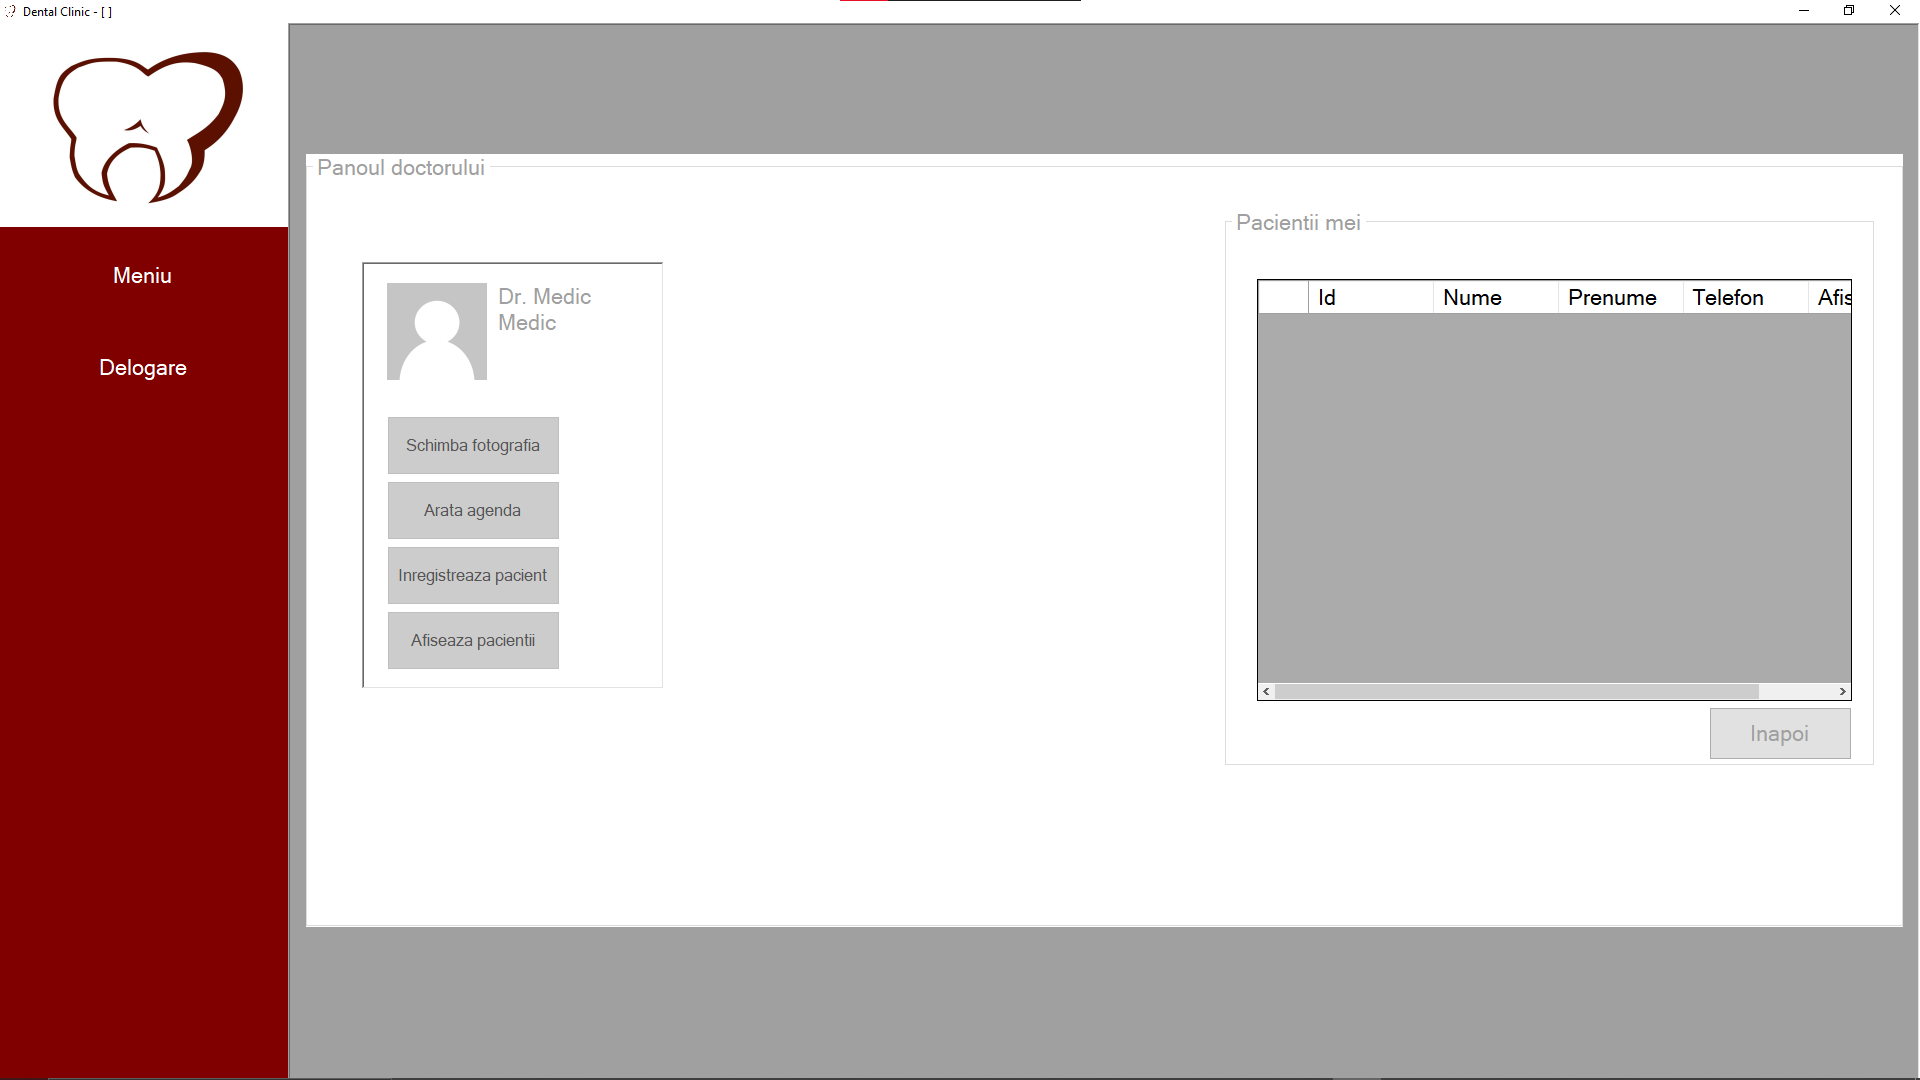 Dental Clinic - [ ]
Meniu
Delogare
Panoul doctorului
Dr. Medic
Medic
Schimba fotografia
Arata agenda
Inregistreaza pacient
Afiseaza pacientii
Pacientii mei
Id Nume Prenume Telefon Afis
Inapoi